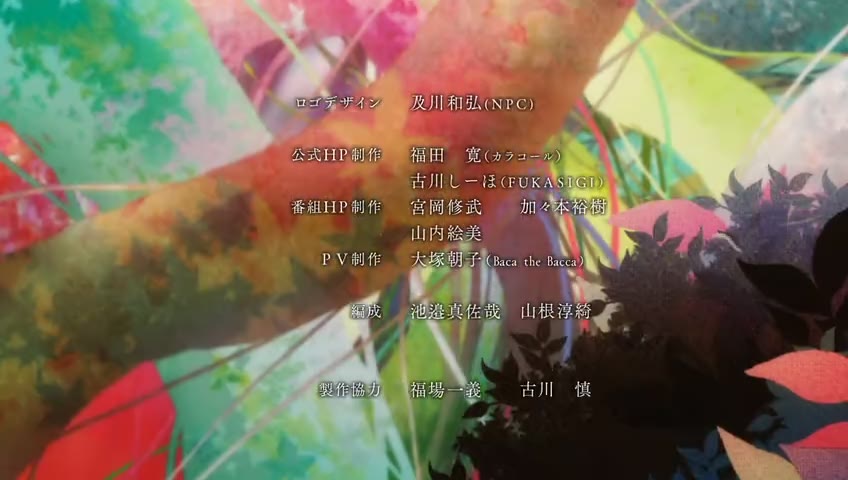 ロゴデザイン 及川和弘(NPC)
公式HP制作 福田　寛(カラコール)
古川しーほ(FUKASIGI)
番組HP制作 宮岡修武 加々本裕樹
山内絵美
PV制作 大塚朝子(Baca the Bacca)
編成 池邉真佐哉 山根淳綺
製作協力 福場一義 古川　慎